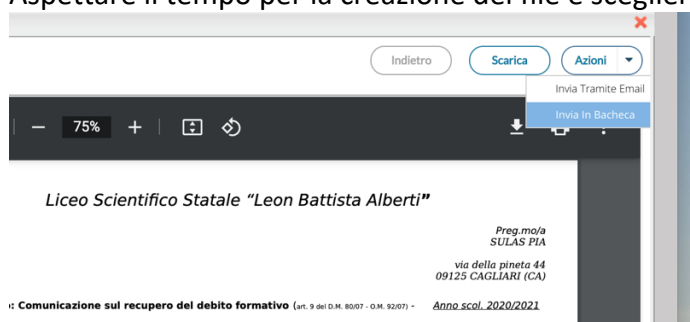 Aspettare il tempo per la creazione del file e sceglier
Indietro
Scarica
Azioni
Invia Tramite Email
Invia In Bacheca
75%
Liceo Scientifico Statale “Leon Battista Alberti”
Preg.mo/a
SULAS PIA
via della pineta 44
09125 CAGLIARI (CA)
: Comunicazione sul recupero del debito formativo (art. 9 del D.M. 80/07 - O.M. 92/07) - Anno scol. 2020/2021